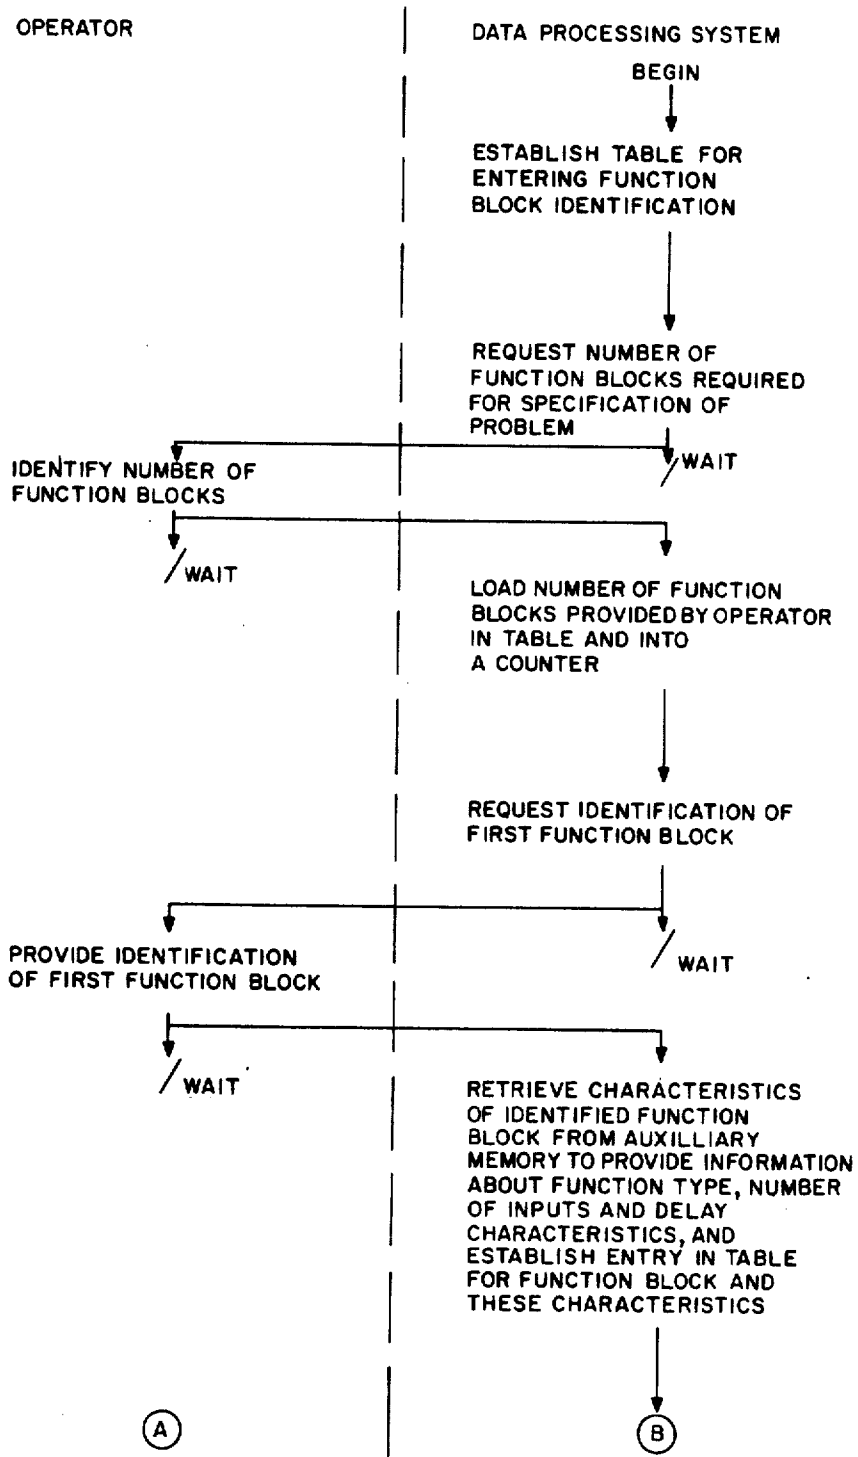 OPERATOR
DATA PROCESSING SYSTEM
BEGIN
ESTABLISH TABLE FOR
ENTERING FUNCTION
BLOCK IDENTIFICATION
REQUEST NUMBER OF
FUNCTION BLOCKS REQUIRED
FOR SPECIFICATION OF
PROBLEM
WAIT
IDENTIFY NUMBER OF
FUNCTION BLOCKS
WAIT
LOAD NUMBER OF FUNCTION
BLOCKS PROVIDED BY OPERATOR
IN TABLE AND INTO
A COUNTER
REQUEST IDENTIFICATION OF
FIRST FUNCTION BLOCK
WAIT
PROVIDE IDENTIFICATION
OF FIRST FUNCTION BLOCK
WAIT
RETRIEVE CHARACTERISTICS
OF IDENTIFIED FUNCTION
BLOCK FROM AUXILLIARY
MEMORY TO PROVIDE INFORMATION
ABOUT FUNCTION TYPE, NUMBER
OF INPUTS AND DELAY
CHARACTERISTICS, AND
ESTABLISH ENTRY IN TABLE
FOR FUNCTION BLOCK AND
THESE CHARACTERISTICS
A
B